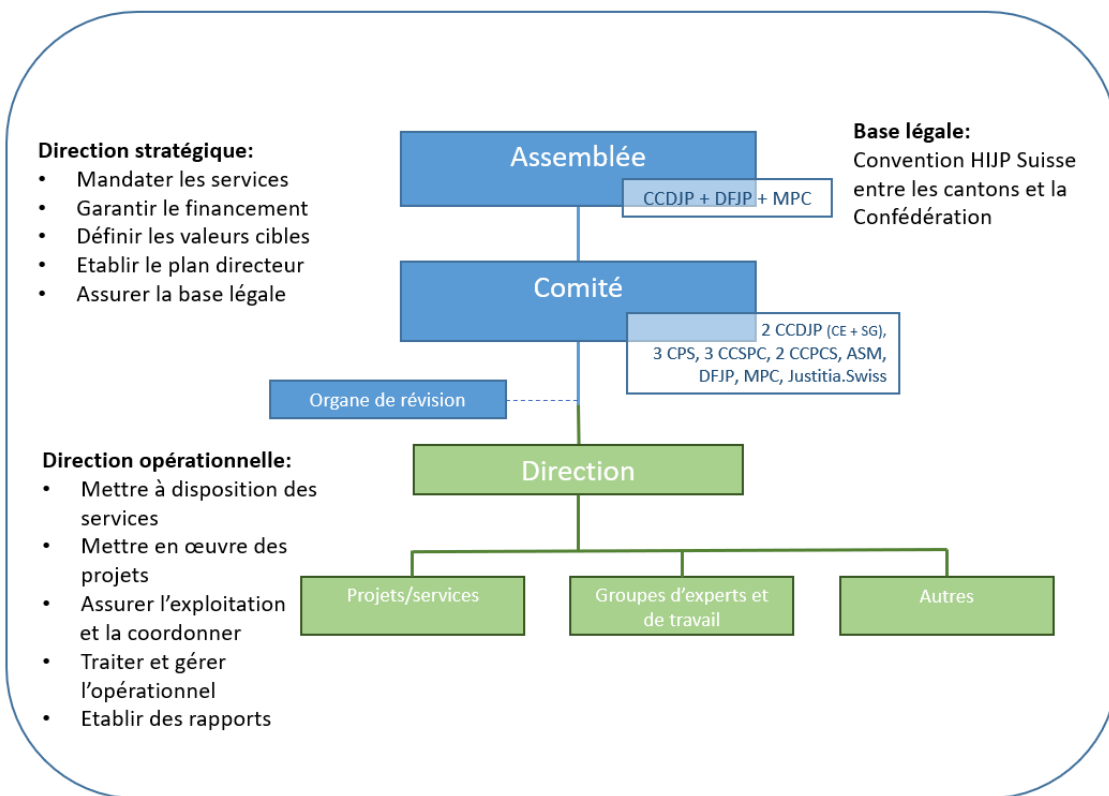 Direction stratégique:
• Mandater les services
• Garantir le financement
• Définir les valeurs cibles
• Etablir le plan directeur
• Assurer la base légale
Assemblée
CCDJP + DFJP + MPC
Base légale:
Convention HIJP Suisse
entre les cantons et la
Confédération
Comité
2 CCDJP (CE + SG),
3 CPS, 3 CCSPC, 2 CCPCS, ASM,
DFJP, MPC, Justitia.Swiss
Organe de révision
Direction opérationnelle:
• Mettre à disposition des
services
• Mettre en œuvre des
projets
• Assurer l’exploitation
et la coordonner
• Traiter et gérer
l’opérationnel
• Etablir des rapports
Direction
Projets/services
Groupes d’experts et
de travail
Autres